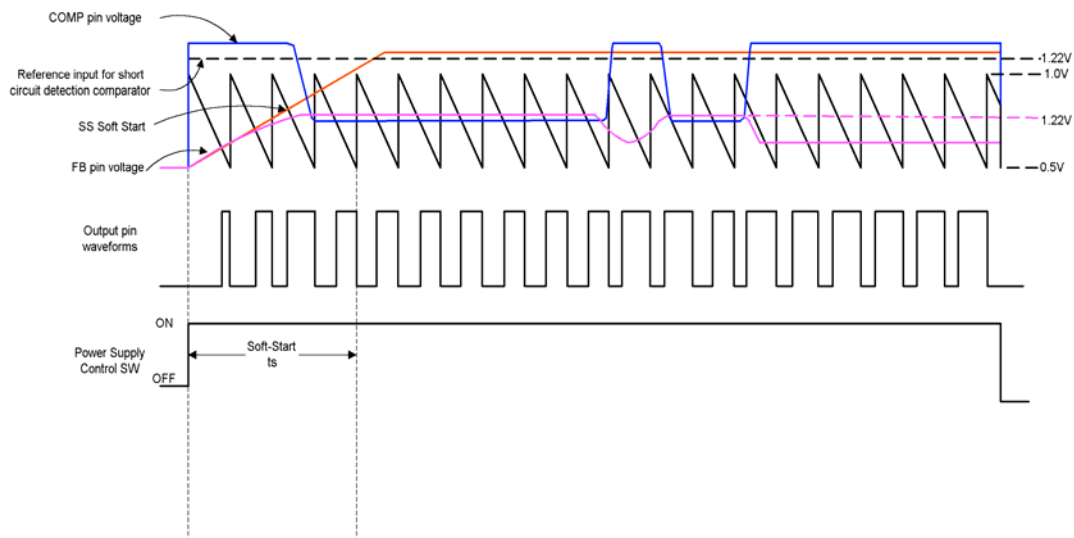 COMP pin voltage
Reference input for short
circuit detection comparator
SS Soft Start
FB pin voltage
1.22V
1.0V
1.22V
0.5V
Output pin
waveforms
ON
Power Supply
Control SW
OFF
Soft-Start
ts